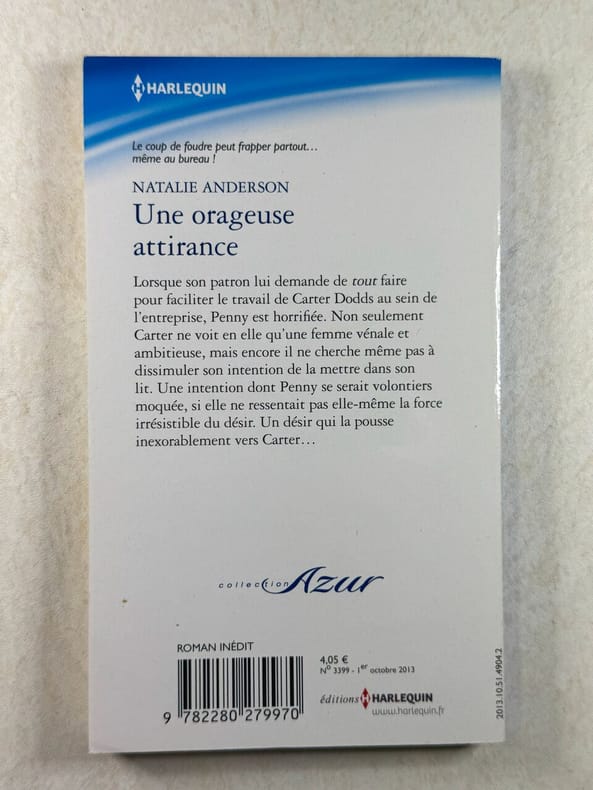 HARLEQUIN
Le coup de foudre peut frapper partout…
même au bureau !
NATALIE ANDERSON
Une orageuse
attirance
Lorsque son patron lui demande de tout faire
pour faciliter le travail de Carter Dodds au sein de
l'entreprise, Penny est horrifiée. Non seulement
Carter ne voit en elle qu'une femme vénale et
ambitieuse, mais encore il ne cherche même pas à
dissimuler son intention de la mettre dans son
lit. Une intention dont Penny se serait volontiers
moquée, si elle ne ressentait pas elle-même la force
irrésistible du désir. Un désir qui la pousse
inexorablement vers Carter…
collection Azur
ROMAN INÉDIT
9 782280 279970
4,05 €
N° 3399 - 1er octobre 2013
éditions HARLEQUIN
www.harlequin.fr
2013.10.51.4904.2